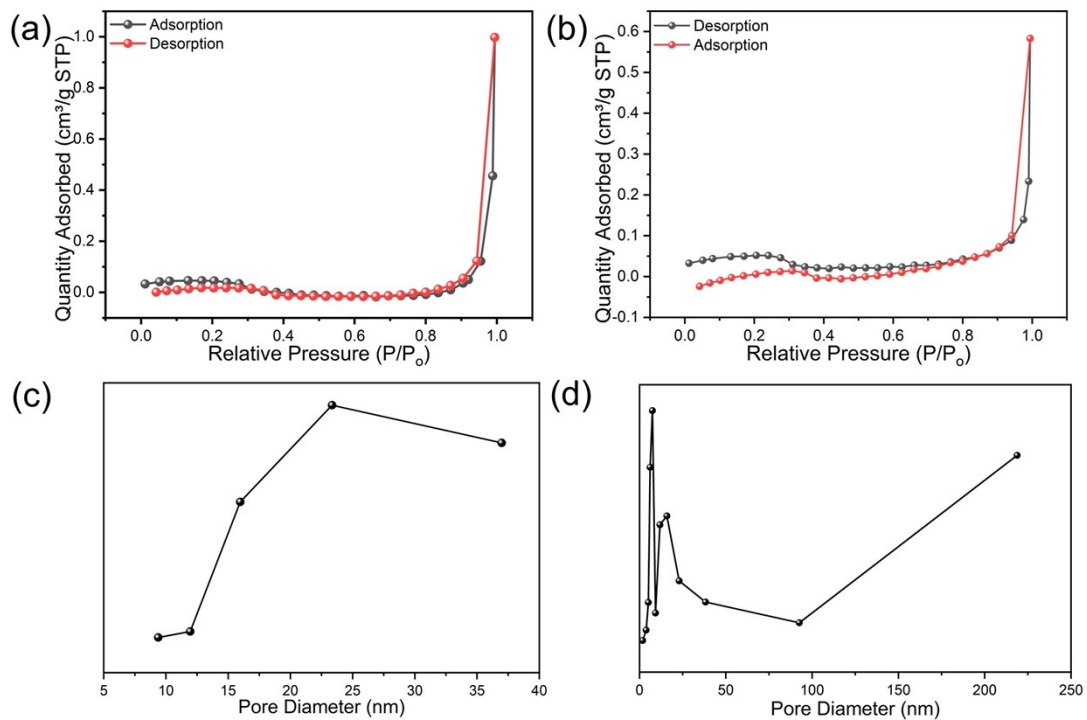 (a)
Adsorption
Desorption
Quantity Adsorbed (cm³/g STP)
1.0
0.8
0.6
0.4
0.2
0.0
0.0 0.2 0.4 0.6 0.8 1.0
Relative Pressure (P/Po)
(b)
Desorption
Adsorption
Quantity Adsorbed (cm³/g STP)
0.6
0.5
0.4
0.3
0.2
0.1
0.0
-0.1
0.0 0.2 0.4 0.6 0.8 1.0
Relative Pressure (P/Po)
(c)
5 10 15 20 25 30 35 40
Pore Diameter (nm)
(d)
0 50 100 150 200 250
Pore Diameter (nm)